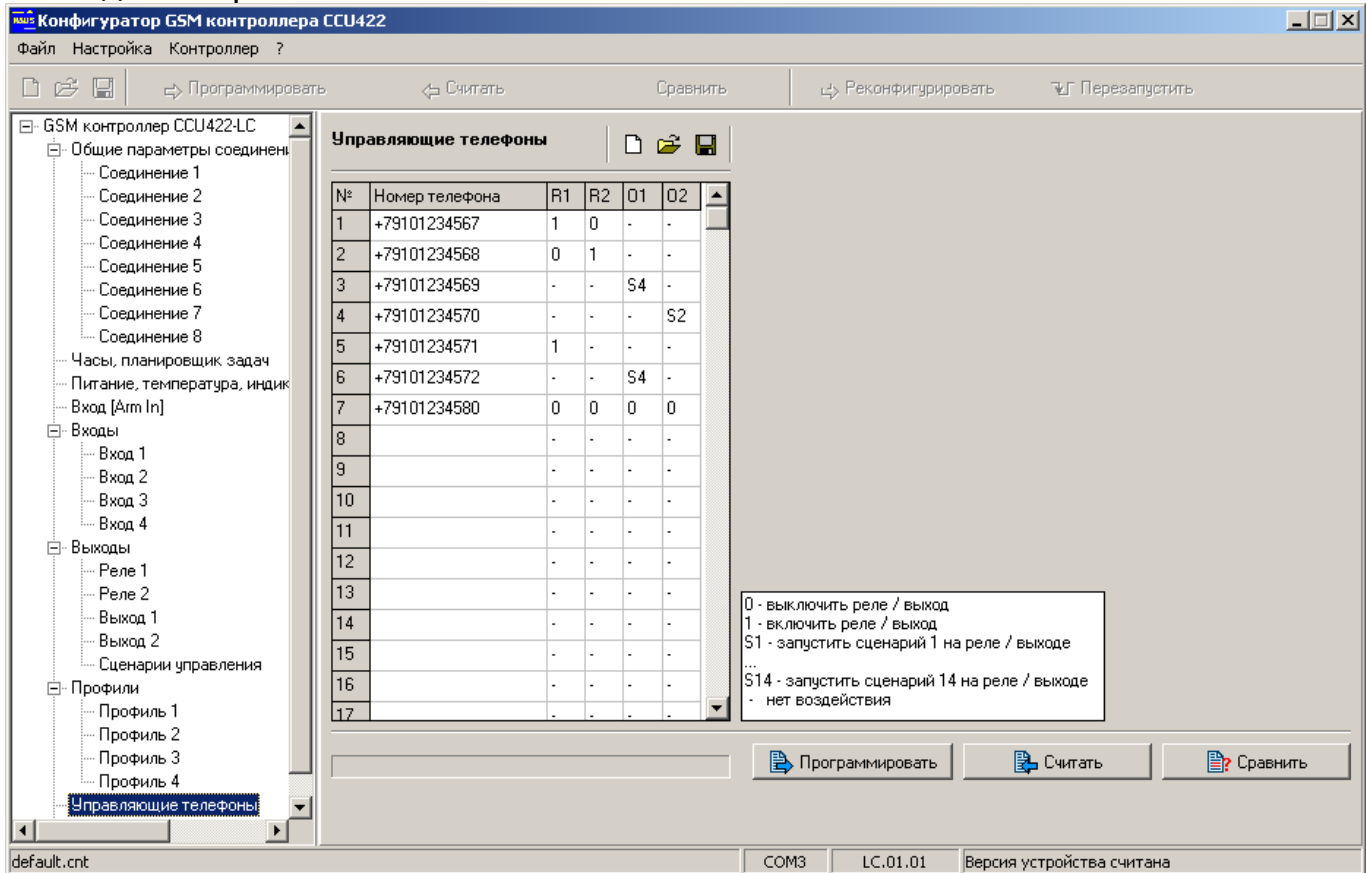 Конфигуратор GSM контроллера CCU422
Файл Настройка Контроллер ?
Программировать Считать Сравнить Реконфигурировать Перезапустить
GSM контроллер CCU422-LC
Общие параметры соединени
Соединение 1
Соединение 2
Соединение 3
Соединение 4
Соединение 5
Соединение 6
Соединение 7
Соединение 8
Часы, планировщик задач
Питание, температура, индик
Вход [Arm In]
Входы
Вход 1
Вход 2
Вход 3
Вход 4
Выходы
Реле 1
Реле 2
Выход 1
Выход 2
Сценарии управления
Профили
Профиль 1
Профиль 2
Профиль 3
Профиль 4
Управляющие телефоны
Управляющие телефоны
№ Номер телефона R1 R2 O1 O2
1 +79101234567 1 0 - -
2 +79101234568 0 1 - -
3 +79101234569 - - S4 -
4 +79101234570 - - - S2
5 +79101234571 1 - - -
6 +79101234572 - - S4 -
7 +79101234580 0 0 0 0
8 - - - -
9 - - - -
10 - - - -
11 - - - -
12 - - - -
13 - - - -
14 - - - -
15 - - - -
16 - - - -
17 - - - -
0 - выключить реле / выход
1 - включить реле / выход
S1 - запустить сценарий 1 на реле / выходе
...
S14 - запустить сценарий 14 на реле / выходе
- нет воздействия
Программировать Считать Сравнить
default.cnt COM3 LC.01.01 Версия устройства считана